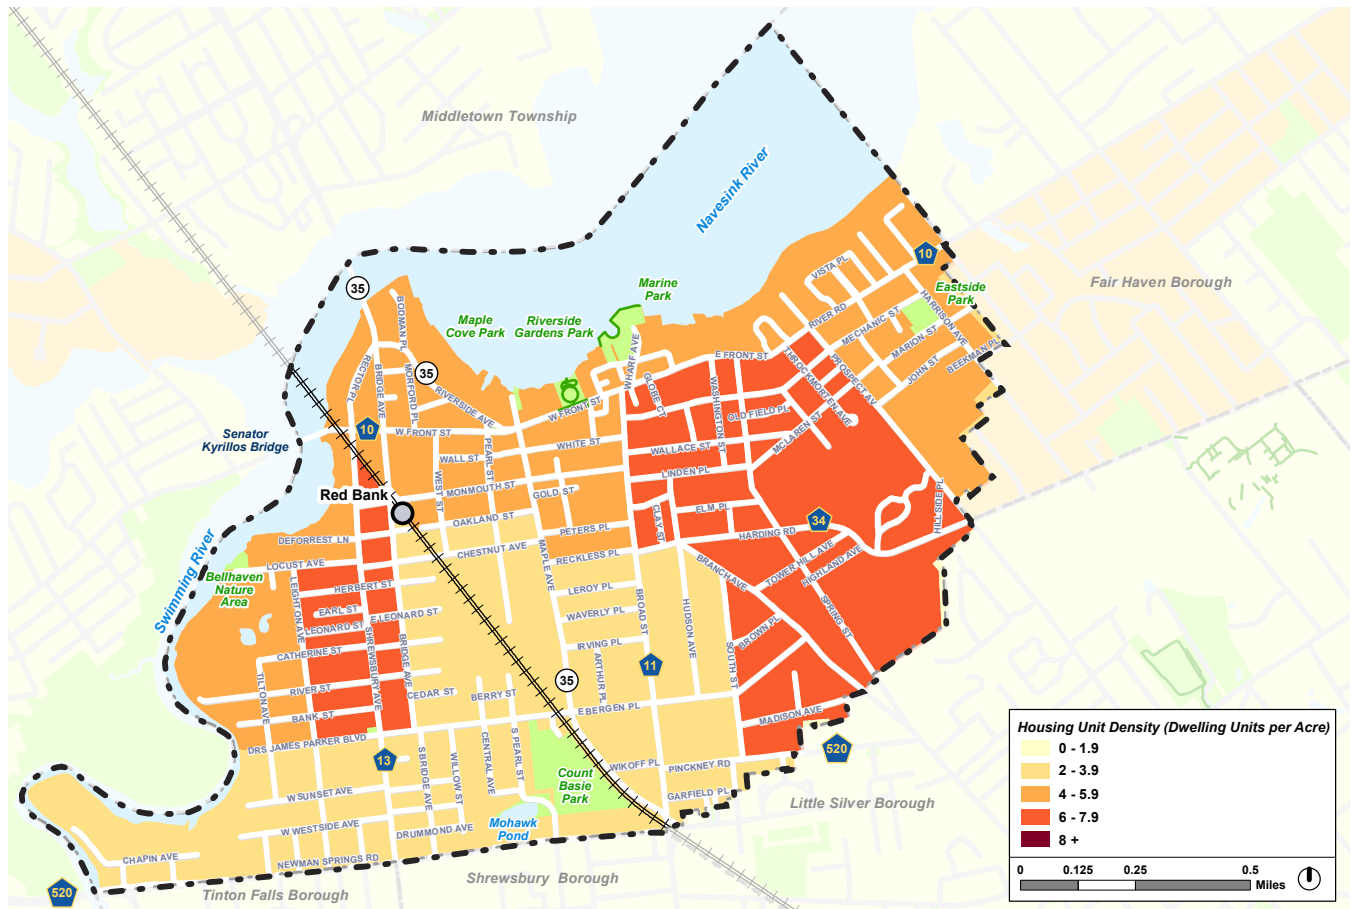 Middletown Township
Navesink River
10
VISTA PL
Fair Haven Borough
35
Marine
Park
Eastside
Park
BODMAN PL
Maple
Cove Park
Riverside
Gardens Park
RIVER RD
MECHANIC ST
HARRISON AVE
MARION ST
BEEKMAN PL
JOHN ST
RECTOR PL
BRIDGE AVE
MORFORD PL
35
RIVERSIDE AVE
WHARF AVE
GLOBE CT
E FRONT ST
WASHINGTON ST
THROCKMORTEN AVE
PROSPECT AV
W FRONT ST
OLD FIELD PL
MCLAREN ST
10
W FRONT ST
Senator
Kyrillos Bridge
WALL ST
PEARL ST
WHITE ST
WALLACE ST
LINDEN PL
WEST ST
MONMOUTH ST
GOLD ST
Red Bank
CLAY ST
ELM PL
34
HILLSIDE PL
OAKLAND ST
PETERS PL
HARDING RD
DEFORREST LN
CHESTNUT AVE
MAPLE AVE
RECKLESS PL
BRANCH AVE
TOWER HILL AVE
HIGHLAND AVE
Swimming River
LOCUST AVE
Bellhaven
Nature
Area
LEIGHTON AVE
HERBERT ST
LEROY PL
BROAD ST
HUDSON AVE
SPRING ST
EARL ST
E LEONARD ST
LEONARD ST
WAVERLY PL
SHREWSBURY AVE
BRIDGE AVE
IRVING PL
BROWN PL
SOUTH ST
CATHERINE ST
ARTHUR PL
11
TILTON AVE
RIVER ST
CEDAR ST
BERRY ST
35
BANK ST
E BERGEN PL
MADISON AVE
DRS JAMES PARKER BLVD
13
S BRIDGE AVE
WILLOW ST
CENTRAL AVE
S PEARL ST
520
WIKOFF PL
PINCKNEY RD
Count
Basie
Park
W SUNSET AVE
GARFIELD PL
Little Silver Borough
W WESTSIDE AVE
DRUMMOND AVE
Mohawk
Pond
CHAPIN AVE
NEWMAN SPRINGS RD
520
Tinton Falls Borough
Shrewsbury Borough
Housing Unit Density (Dwelling Units per Acre)
0 - 1.9
2 - 3.9
4 - 5.9
6 - 7.9
8 +
0 0.125 0.25 0.5
Miles